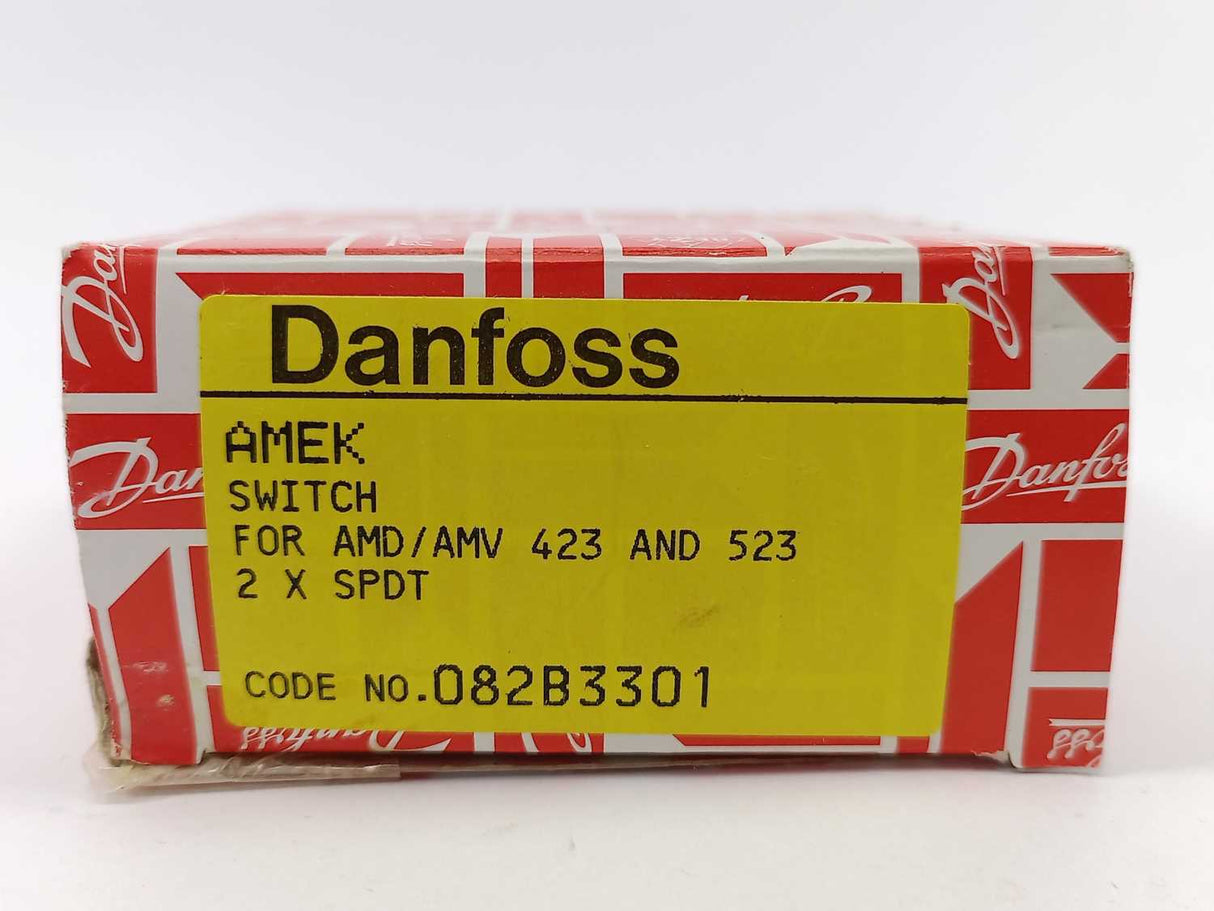 Danfoss
AMEK
SWITCH
FOR AMD/AMV 423 AND 523
2 X SPDT
CODE NO.082B3301